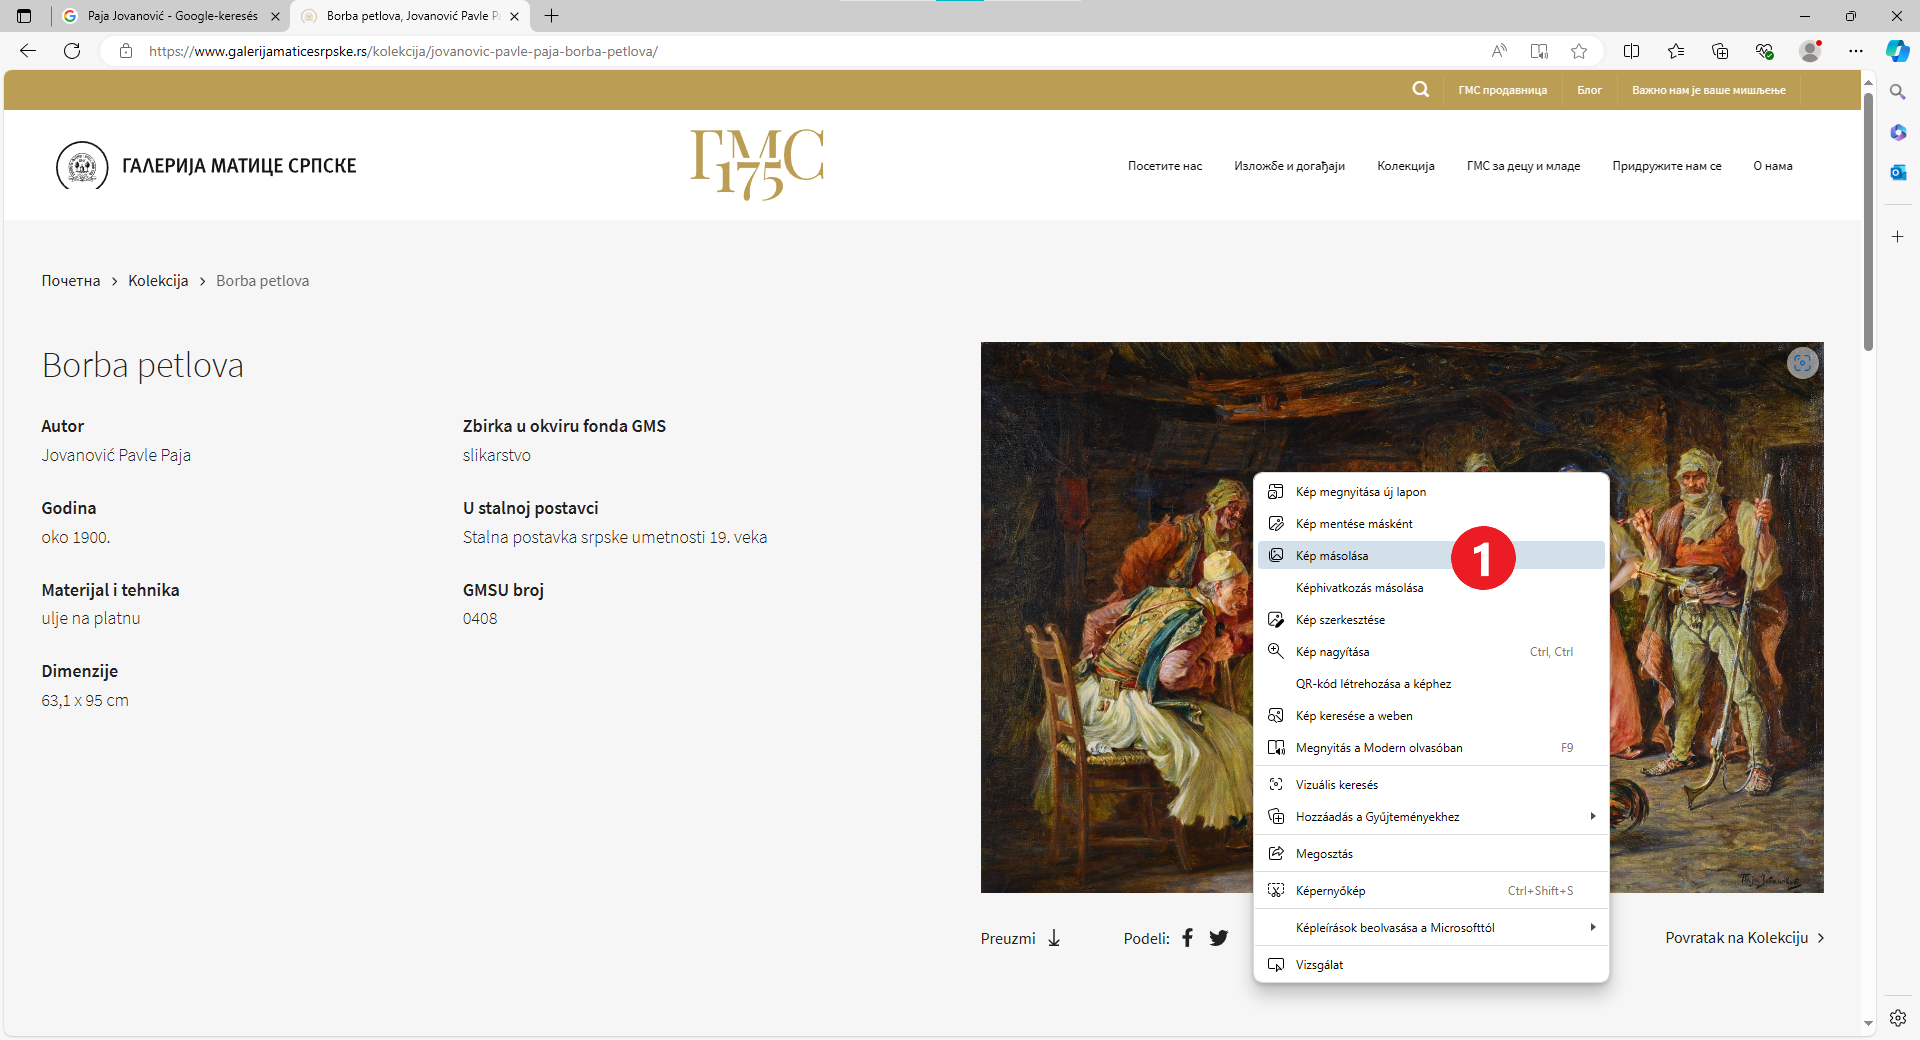 Paja Jovanović - Google-keresés
Borba petlova, Jovanović Pavle P
https://www.galerijamaticesrpske.rs/kolekcija/jovanovic-pavle-paja-borba-petlova/
ГМС продавница
Блог
Важно нам је ваше мишљење
ГАЛЕРИЈА МАТИЦЕ СРПСКЕ
ГМС
175
Посетите нас
Изложбе и догађаји
Колекција
ГМС за децу и младе
Придружите нам се
О нама
Почетна > Kolekcija > Borba petlova
Borba petlova
Autor
Jovanović Pavle Paja
Godina
oko 1900.
Materijal i tehnika
ulje na platnu
Dimenzije
63,1 x 95 cm
Zbirka u okviru fonda GMS
slikarstvo
U stalnoj postavci
Stalna postavka srpske umetnosti 19. veka
GMSU broj
0408
Kép megnyitása új lapon
Kép mentése másként
Kép másolása
1
Képhivatkozás másolása
Kép szerkesztése
Kép nagyítása Ctrl, Ctrl
QR-kód létrehozása a képhez
Kép keresése a weben
Megnyitás a Modern olvasóban F9
Vizuális keresés
Hozzáadás a Gyűjteményekhez
Megosztás
Képernyőkép Ctrl+Shift+S
Képleírások beolvasása a Microsofttól
Vizsgálat
Preuzmi
Podeli:
Povratak na Kolekciju >